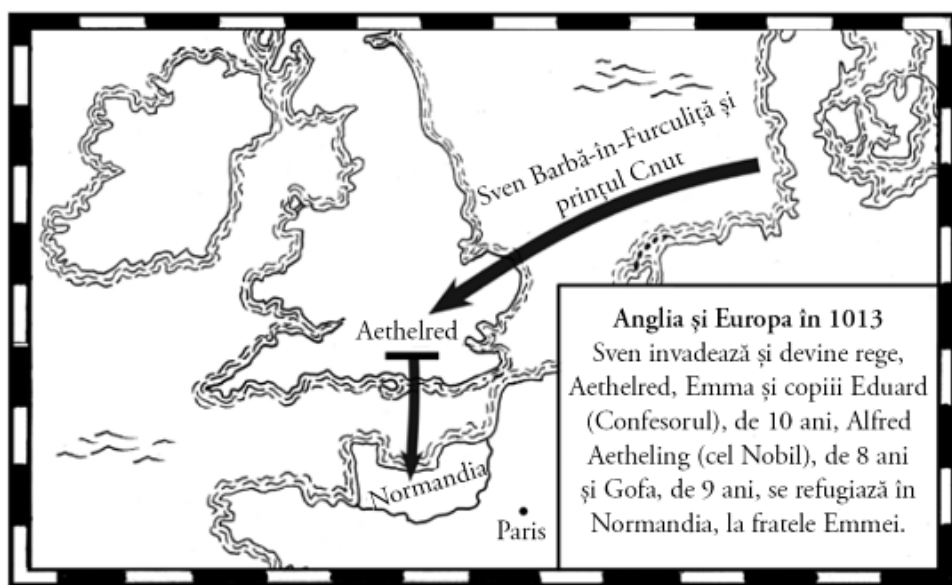 Sven Barbă-în-Furculiță și
prințul Cnut
Aethelred
Normandia
Paris
Anglia și Europa în 1013
Sven invadează și devine rege,
Aethelred, Emma și copiii Eduard
(Confesorul), de 10 ani, Alfred
Aetheling (cel Nobil), de 8 ani
și Gofa, de 9 ani, se refugiază în
Normandia, la fratele Emmei.